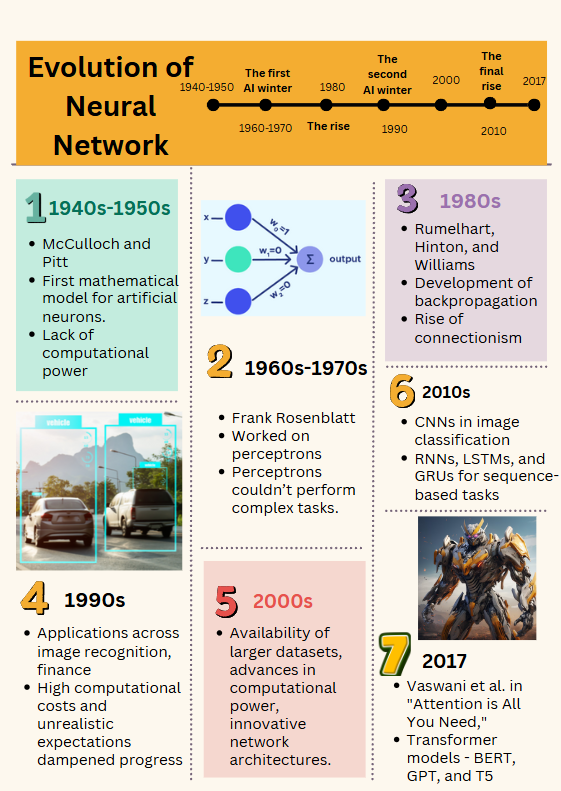 Evolution of
Neural
Network
1940-1950
The first
AI winter
1960-1970
1980
The rise
The
second
AI winter
1990
2000
The
final
rise
2010
2017
1 1940s-1950s
McCulloch and
Pitt
First mathematical
model for artificial
neurons.
Lack of
computational
power
x
y
z
w₀=1
w₁=0
w₂=0
Σ
output
2 1960s-1970s
Frank Rosenblatt
Worked on
perceptrons
Perceptrons
couldn't perform
complex tasks.
3 1980s
Rumelhart,
Hinton, and
Williams
Development of
backpropagation
Rise of
connectionism
vehicle
vehicle
4 1990s
Applications across
image recognition,
finance
High computational
costs and
unrealistic
expectations
dampened progress
5 2000s
Availability of
larger datasets,
advances in
computational
power,
innovative
network
architectures.
6 2010s
CNNs in image
classification
RNNs, LSTMs, and
GRUs for sequence-
based tasks
7 2017
Vaswani et al. in
"Attention is All
You Need,"
Transformer
models - BERT,
GPT, and T5